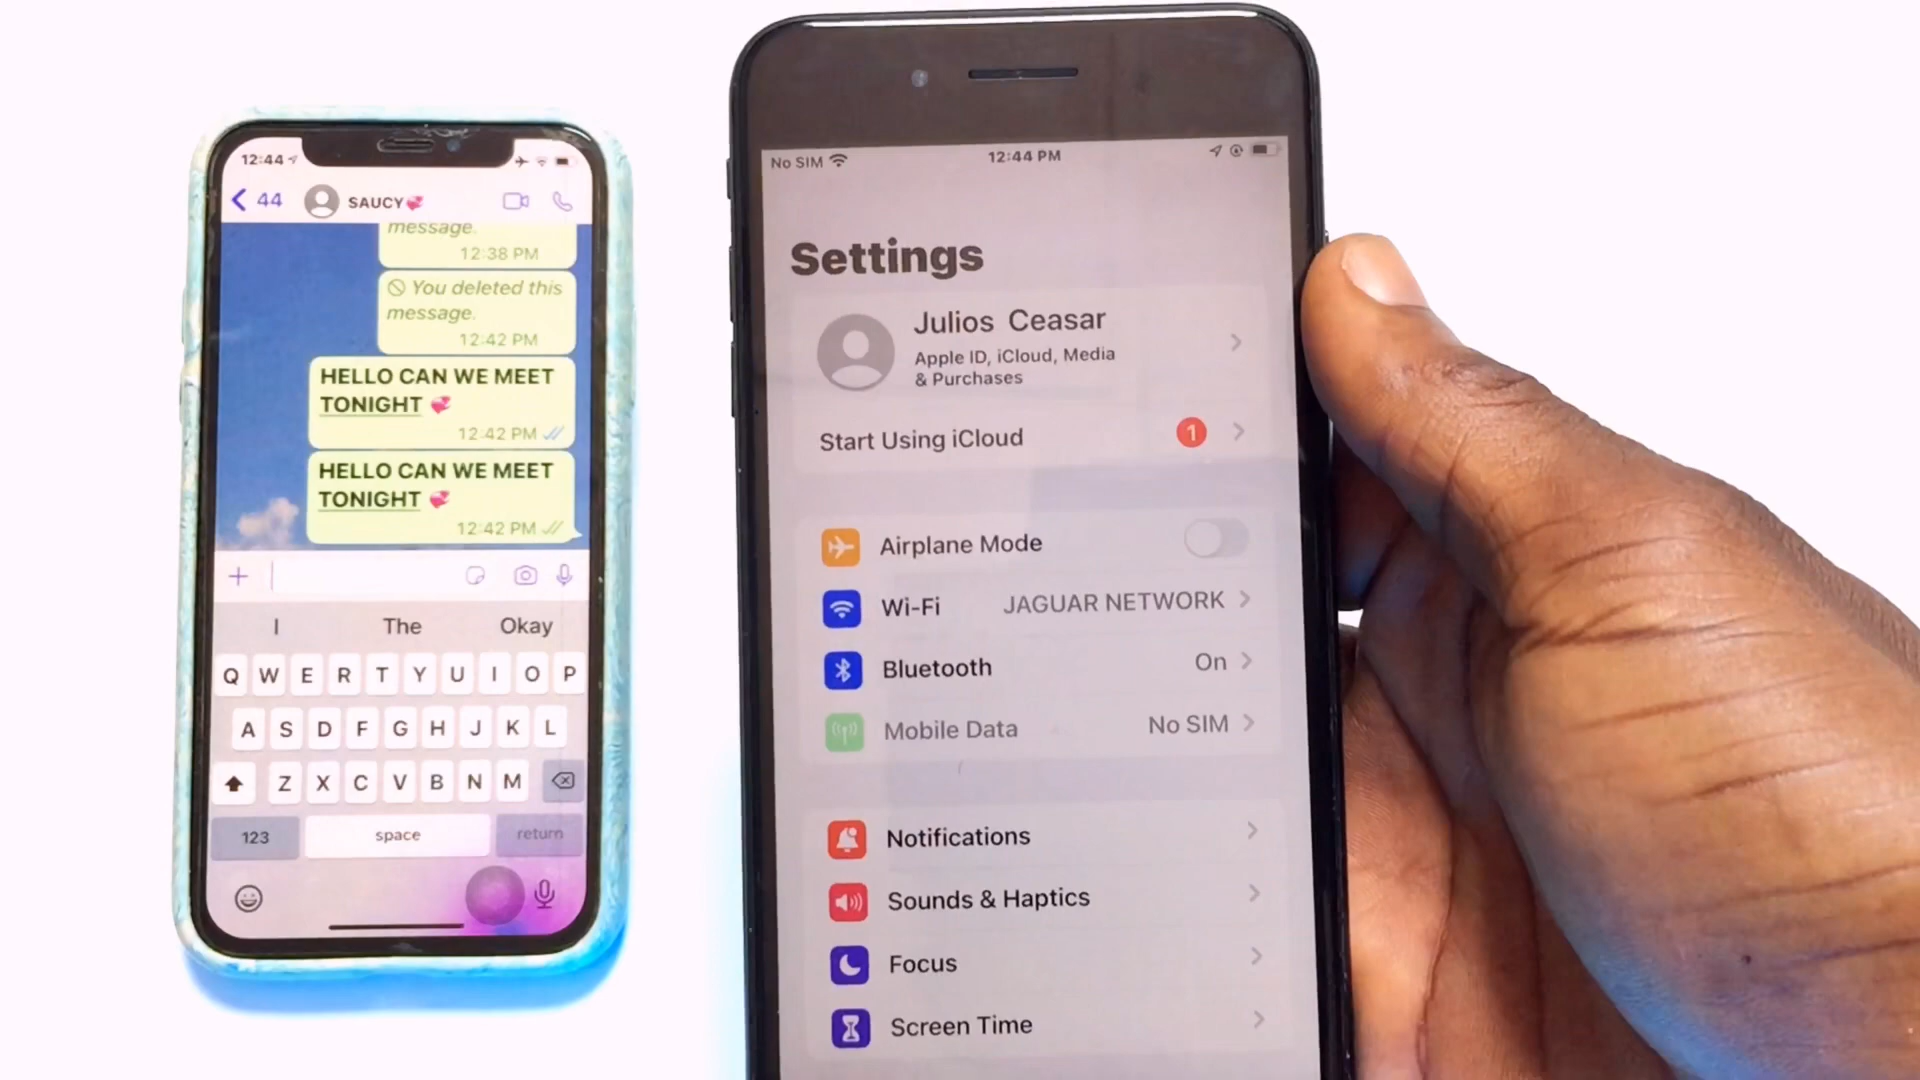 12:44
44
SAUCY💞
message.
12:38 PM
You deleted this
message.
12:42 PM
HELLO CAN WE MEET
TONIGHT 💞
12:42 PM
HELLO CAN WE MEET
TONIGHT 💞
12:42 PM
I The Okay
Q W E R T Y U I O P
A S D F G H J K L
Z X C V B N M
123 space return
No SIM 12:44 PM
Settings
Julios Ceasar
Apple ID, iCloud, Media
& Purchases
Start Using iCloud 1
Airplane Mode
Wi-Fi JAGUAR NETWORK
Bluetooth On
Mobile Data No SIM
Notifications
Sounds & Haptics
Focus
Screen Time